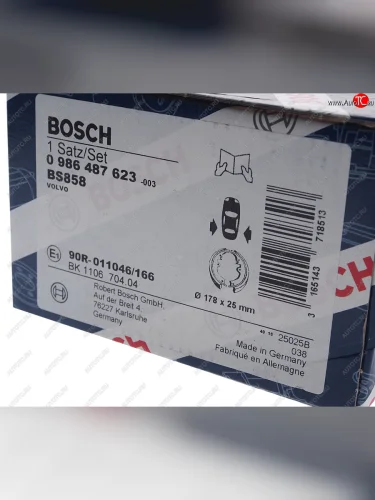 BOSCH
1 Satz/Set
0 986 487 623 -003
BS858
VOLVO
E1 90R-011046/166
BK 1106 704 04
Robert Bosch GmbH,
Auf der Breit 4,
76227 Karlsruhe
Germany
Ø 178 x 25 mm
3 165143 718513
25025B
038
Made in Germany
Fabriqué en Allemagne
BOSCH